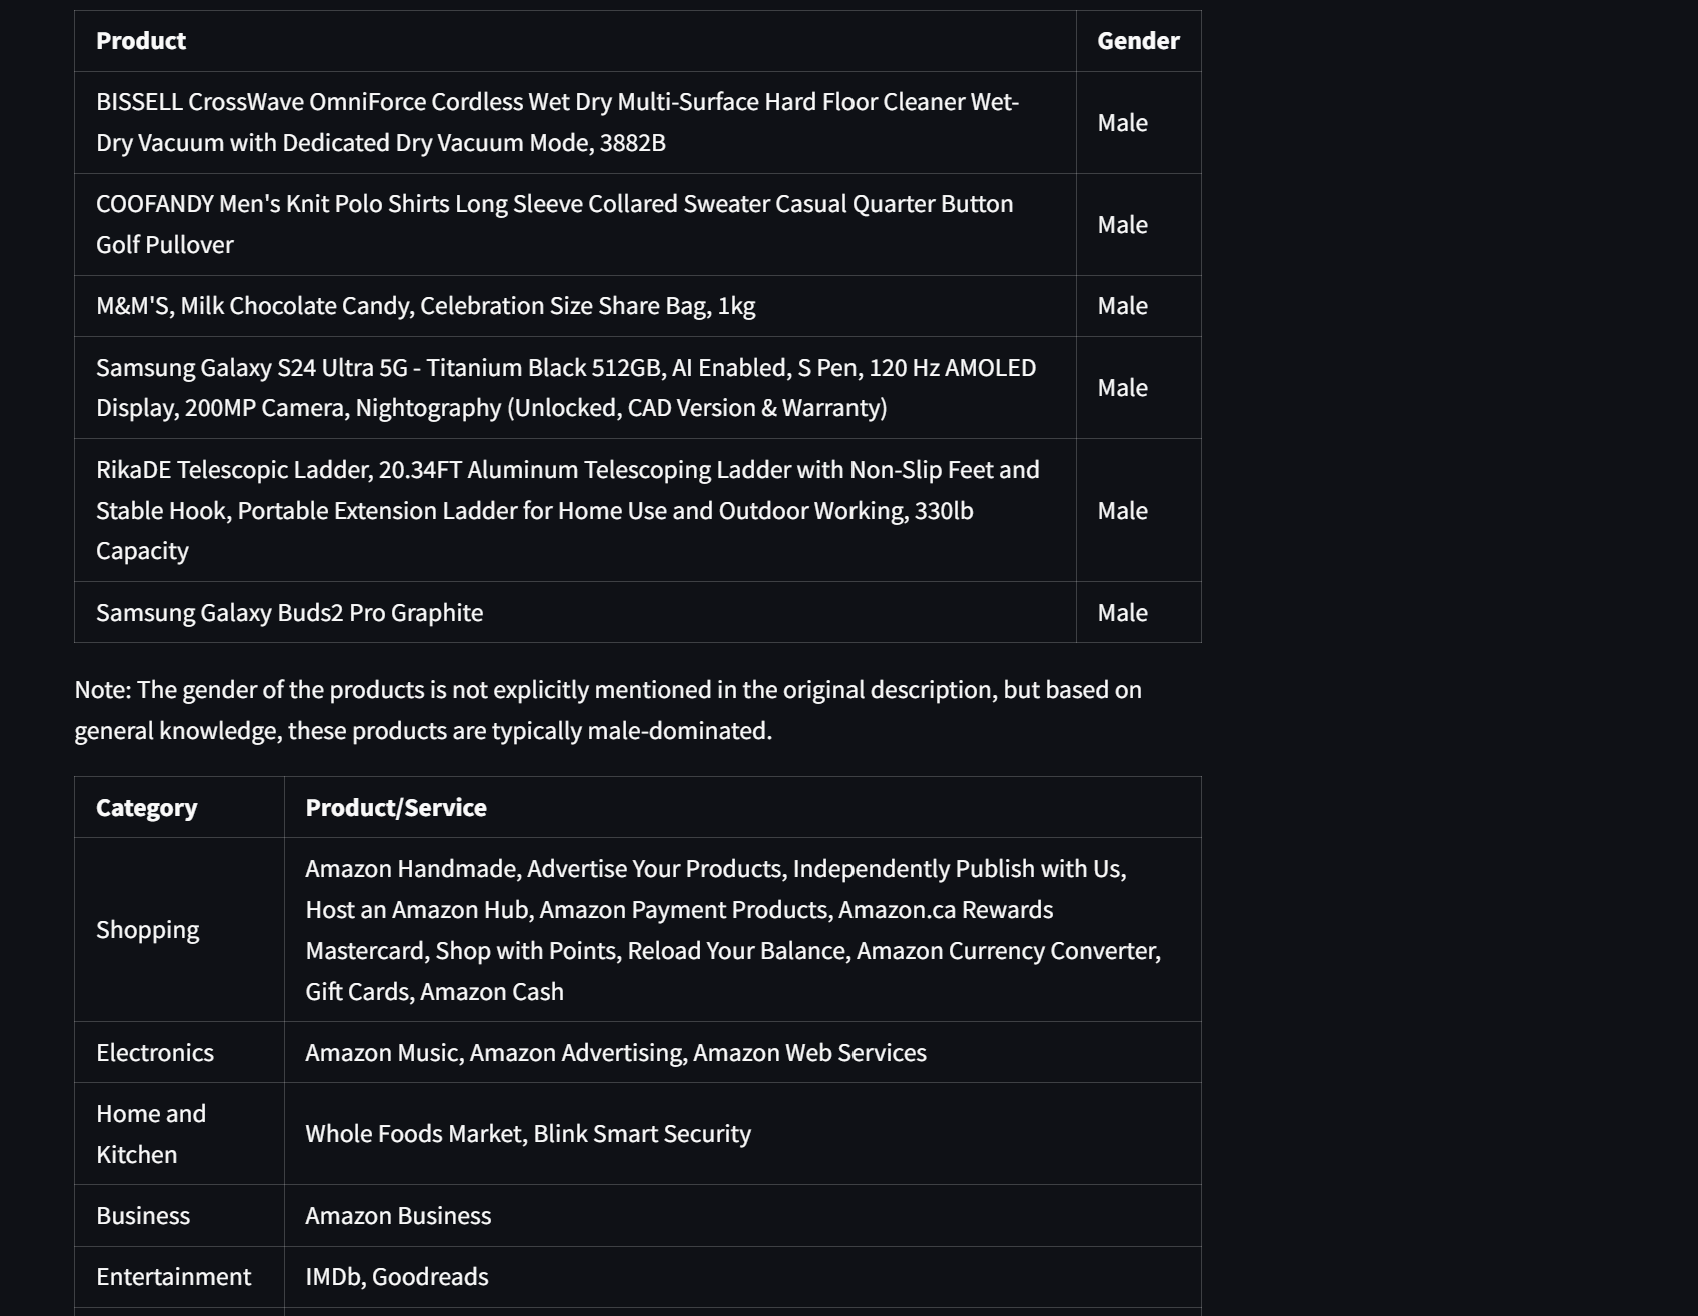 Product
Gender
BISSELL CrossWave OmniForce Cordless Wet Dry Multi-Surface Hard Floor Cleaner Wet-
Dry Vacuum with Dedicated Dry Vacuum Mode, 3882B
Male
COOFANDY Men's Knit Polo Shirts Long Sleeve Collared Sweater Casual Quarter Button
Golf Pullover
Male
M&M'S, Milk Chocolate Candy, Celebration Size Share Bag, 1kg
Male
Samsung Galaxy S24 Ultra 5G - Titanium Black 512GB, AI Enabled, S Pen, 120 Hz AMOLED
Display, 200MP Camera, Nightography (Unlocked, CAD Version & Warranty)
Male
RikaDE Telescopic Ladder, 20.34FT Aluminum Telescoping Ladder with Non-Slip Feet and
Stable Hook, Portable Extension Ladder for Home Use and Outdoor Working, 330lb
Capacity
Male
Samsung Galaxy Buds2 Pro Graphite
Male
Note: The gender of the products is not explicitly mentioned in the original description, but based on
general knowledge, these products are typically male-dominated.
Category
Product/Service
Shopping
Amazon Handmade, Advertise Your Products, Independently Publish with Us,
Host an Amazon Hub, Amazon Payment Products, Amazon.ca Rewards
Mastercard, Shop with Points, Reload Your Balance, Amazon Currency Converter,
Gift Cards, Amazon Cash
Electronics
Amazon Music, Amazon Advertising, Amazon Web Services
Home and
Kitchen
Whole Foods Market, Blink Smart Security
Business
Amazon Business
Entertainment
IMDb, Goodreads